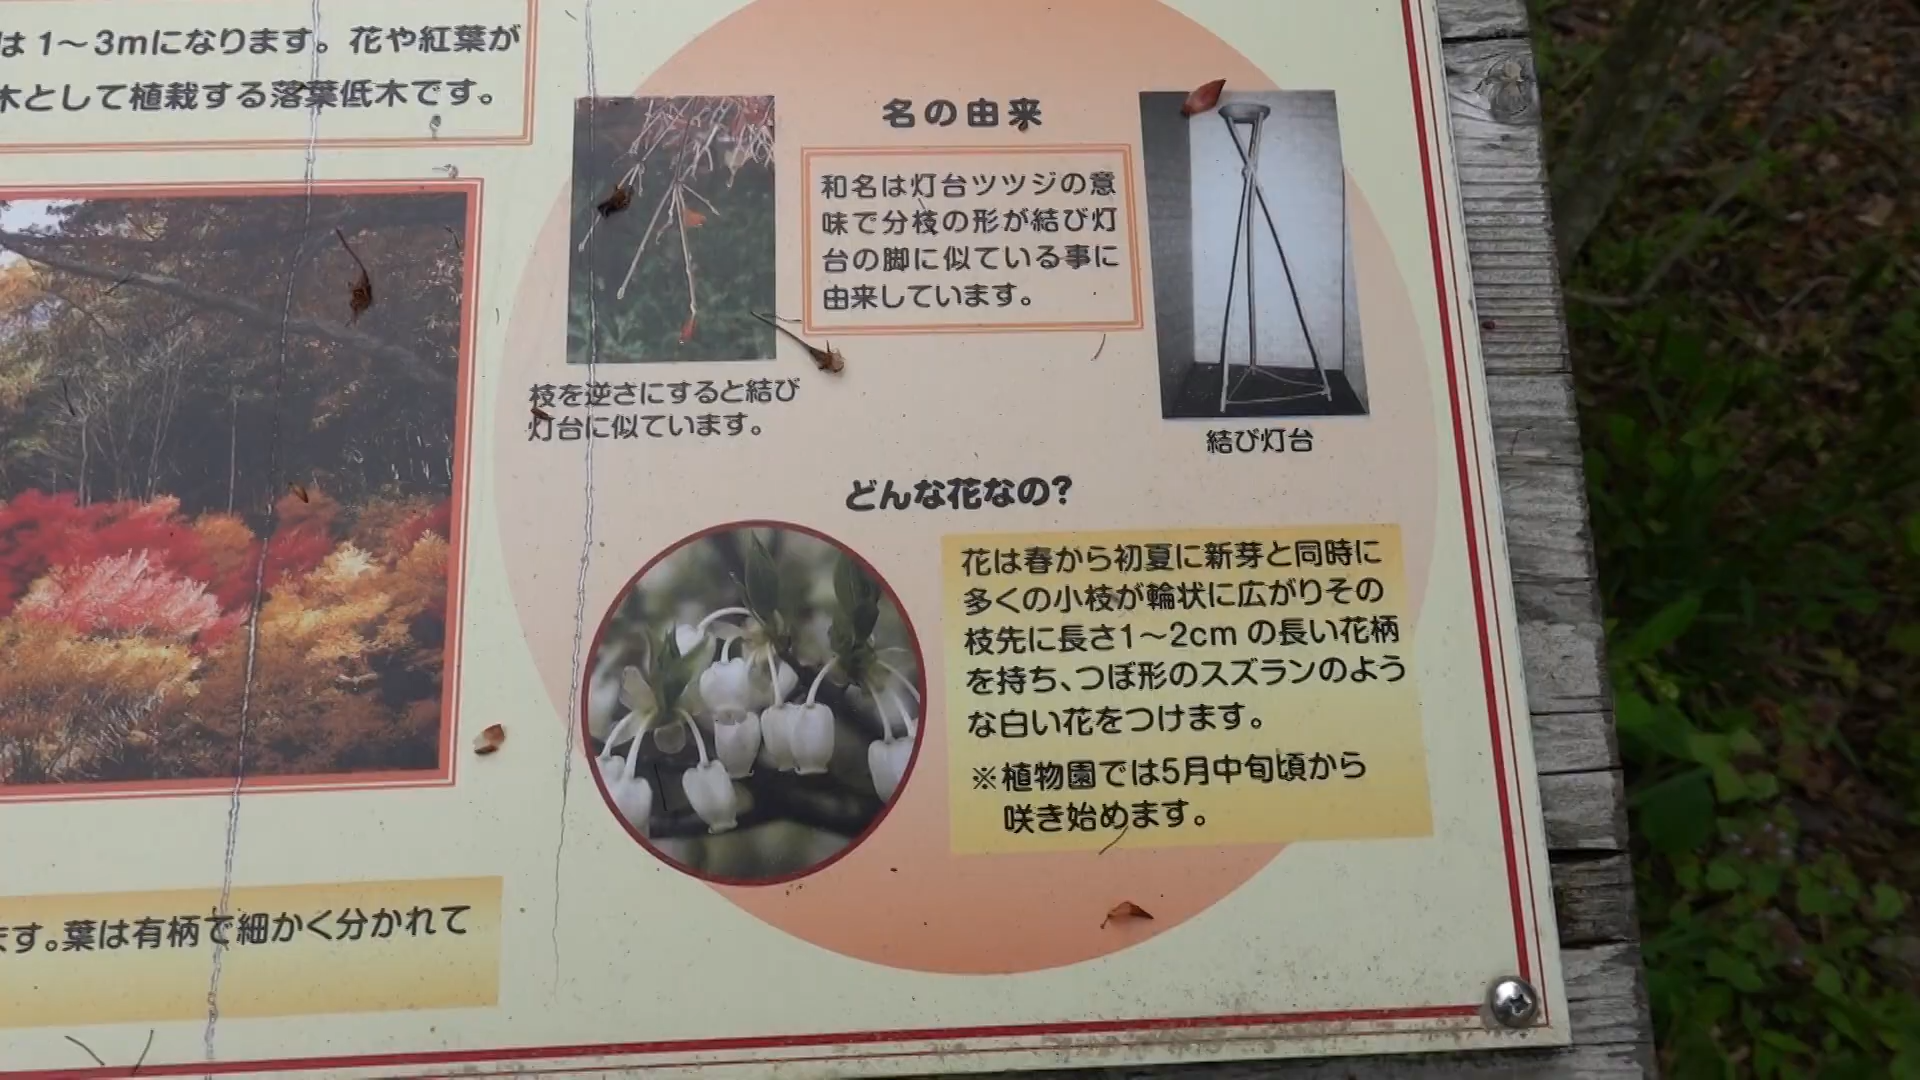 は1～3mになります。花や紅葉が
木として植栽する落葉低木です。
名の由来
和名は灯台ツツジの意
味で分枝の形が結び灯
台の脚に似ている事に
由来しています。
枝を逆さにすると結び
灯台に似ています。
結び灯台
どんな花なの?
花は春から初夏に新芽と同時に
多くの小枝が輪状に広がりその
枝先に長さ1～2cm の長い花柄
を持ち、つぼ形のスズランのよう
な白い花をつけます。
※植物園では5月中旬頃から
咲き始めます。
ます。葉は有柄で細かく分かれて